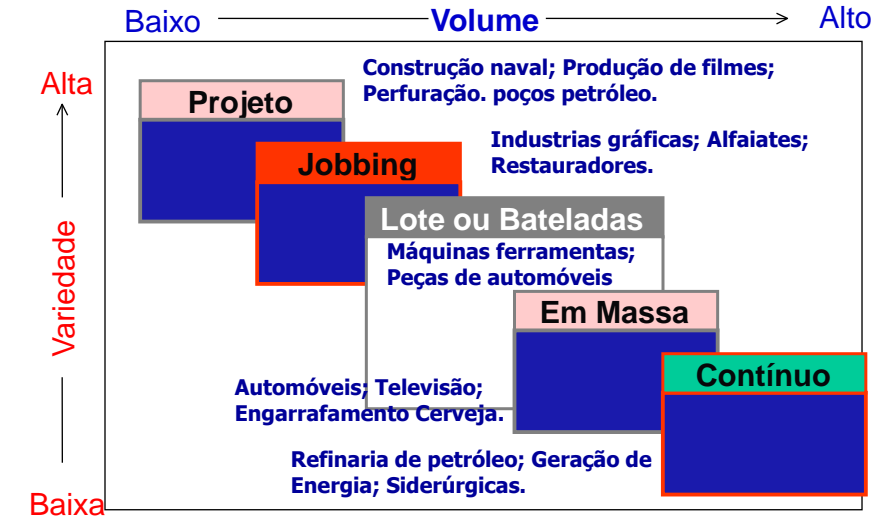 Baixo Volume Alto
Alta
Construção naval; Produção de filmes;
Perfuração. poços petróleo.
Projeto
Industrias gráficas; Alfaiates;
Restauradores.
Jobbing
Lote ou Bateladas
Máquinas ferramentas;
Peças de automóveis
Variedade
Em Massa
Contínuo
Automóveis; Televisão;
Engarrafamento Cerveja.
Refinaria de petróleo; Geração de
Energia; Siderúrgicas.
Baixa